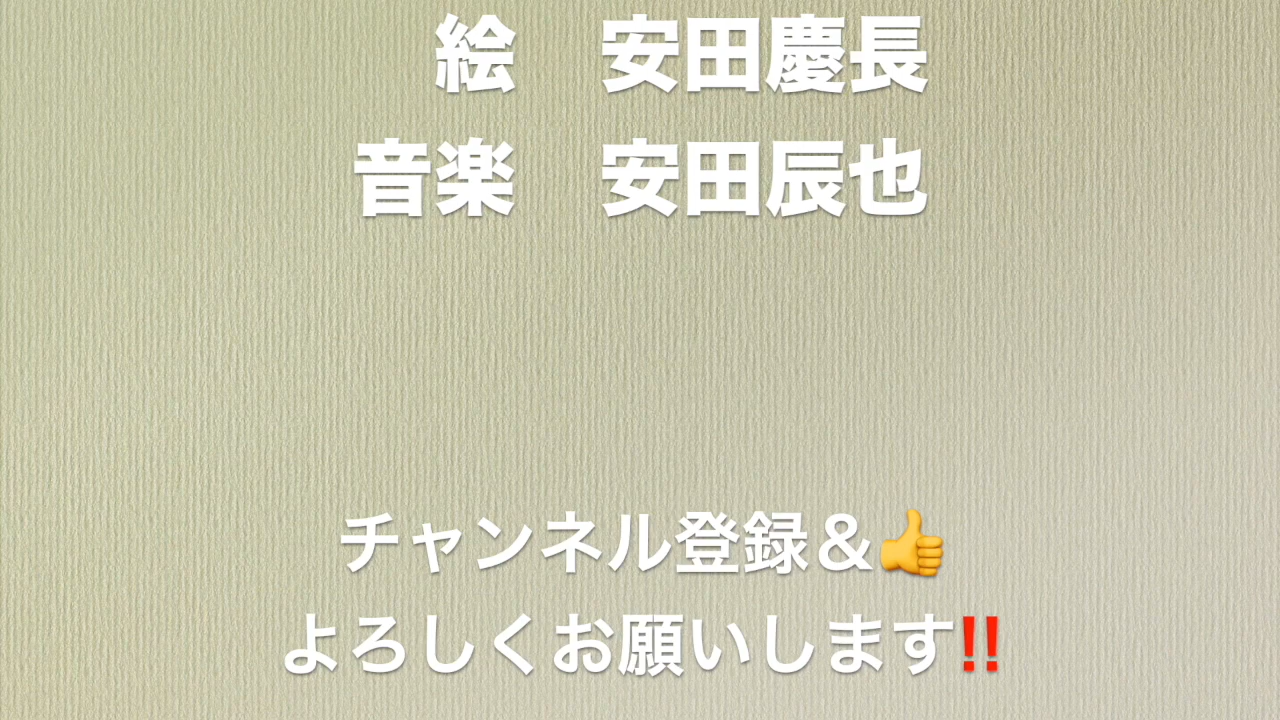 絵　安田慶長
音楽　安田辰也
チャンネル登録＆👍
よろしくお願いします‼️